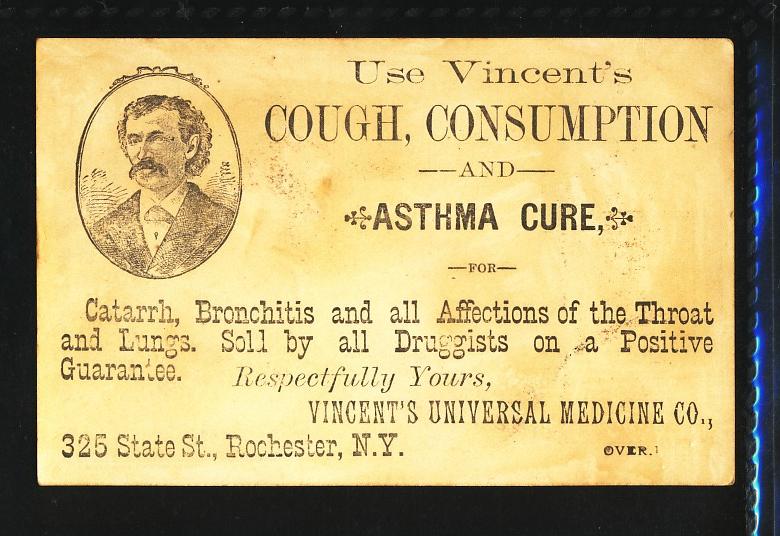 Use Vincent's
COUGH, CONSUMPTION
—AND—
ASTHMA CURE,
—FOR—
Catarrh, Bronchitis and all Affections of the Throat
and Lungs. Soll by all Druggists on a Positive
Guarantee. Respectfully Yours,
VINCENT'S UNIVERSAL MEDICINE CO.,
325 State St., Rochester, N.Y. OVER.